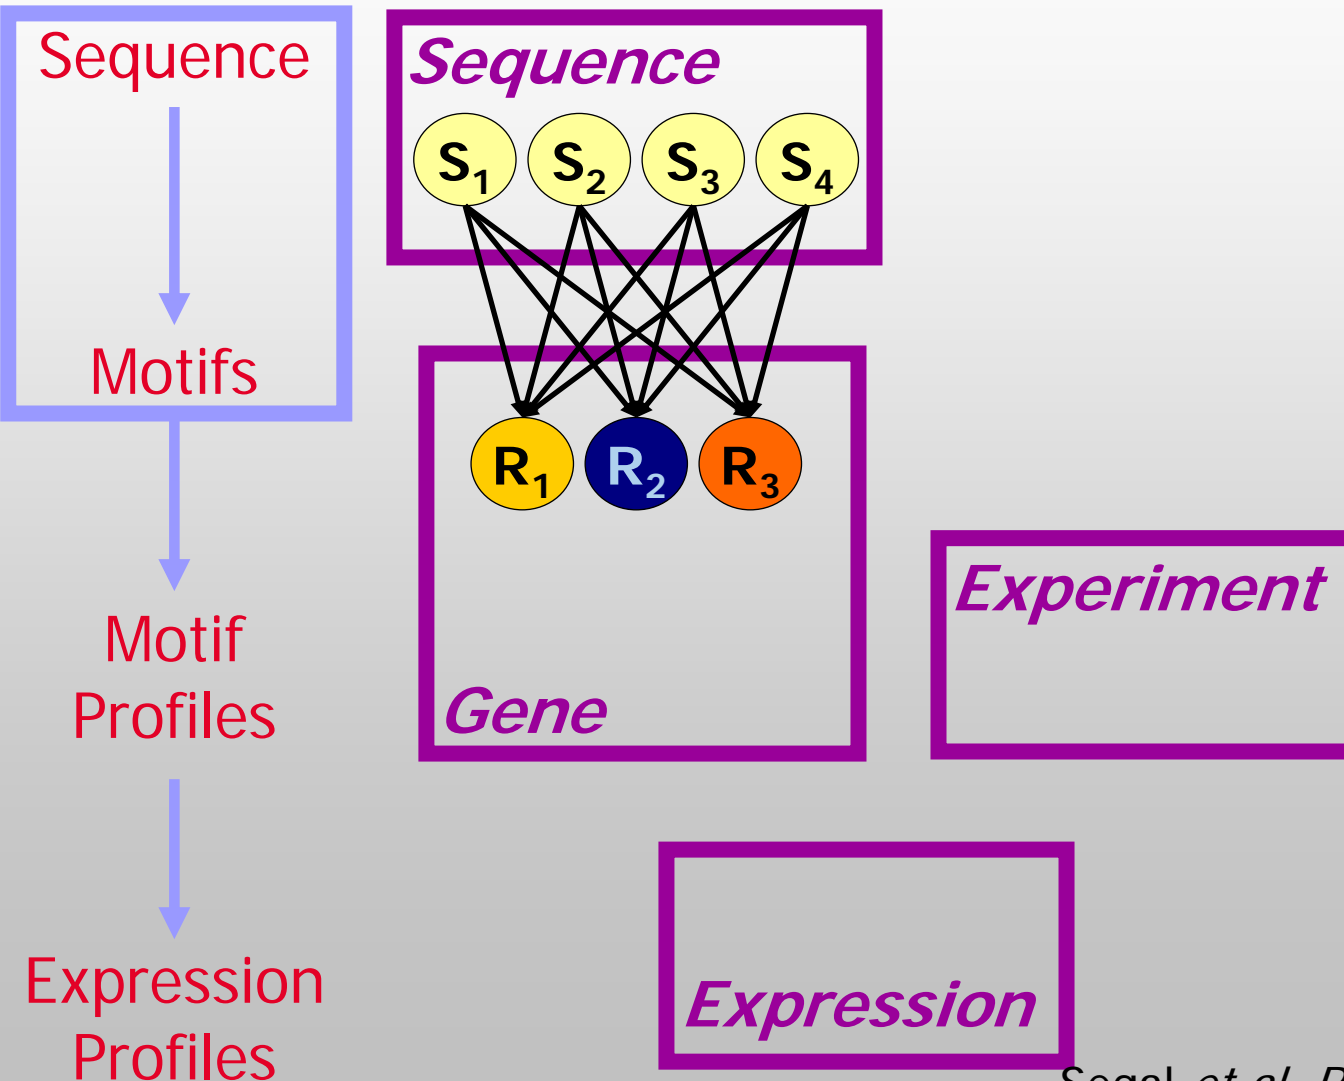 Sequence
Motifs
Motif
Profiles
Expression
Profiles
Sequence
S1 S2 S3 S4
R1 R2 R3
Gene
Experiment
Expression
Segal et al.